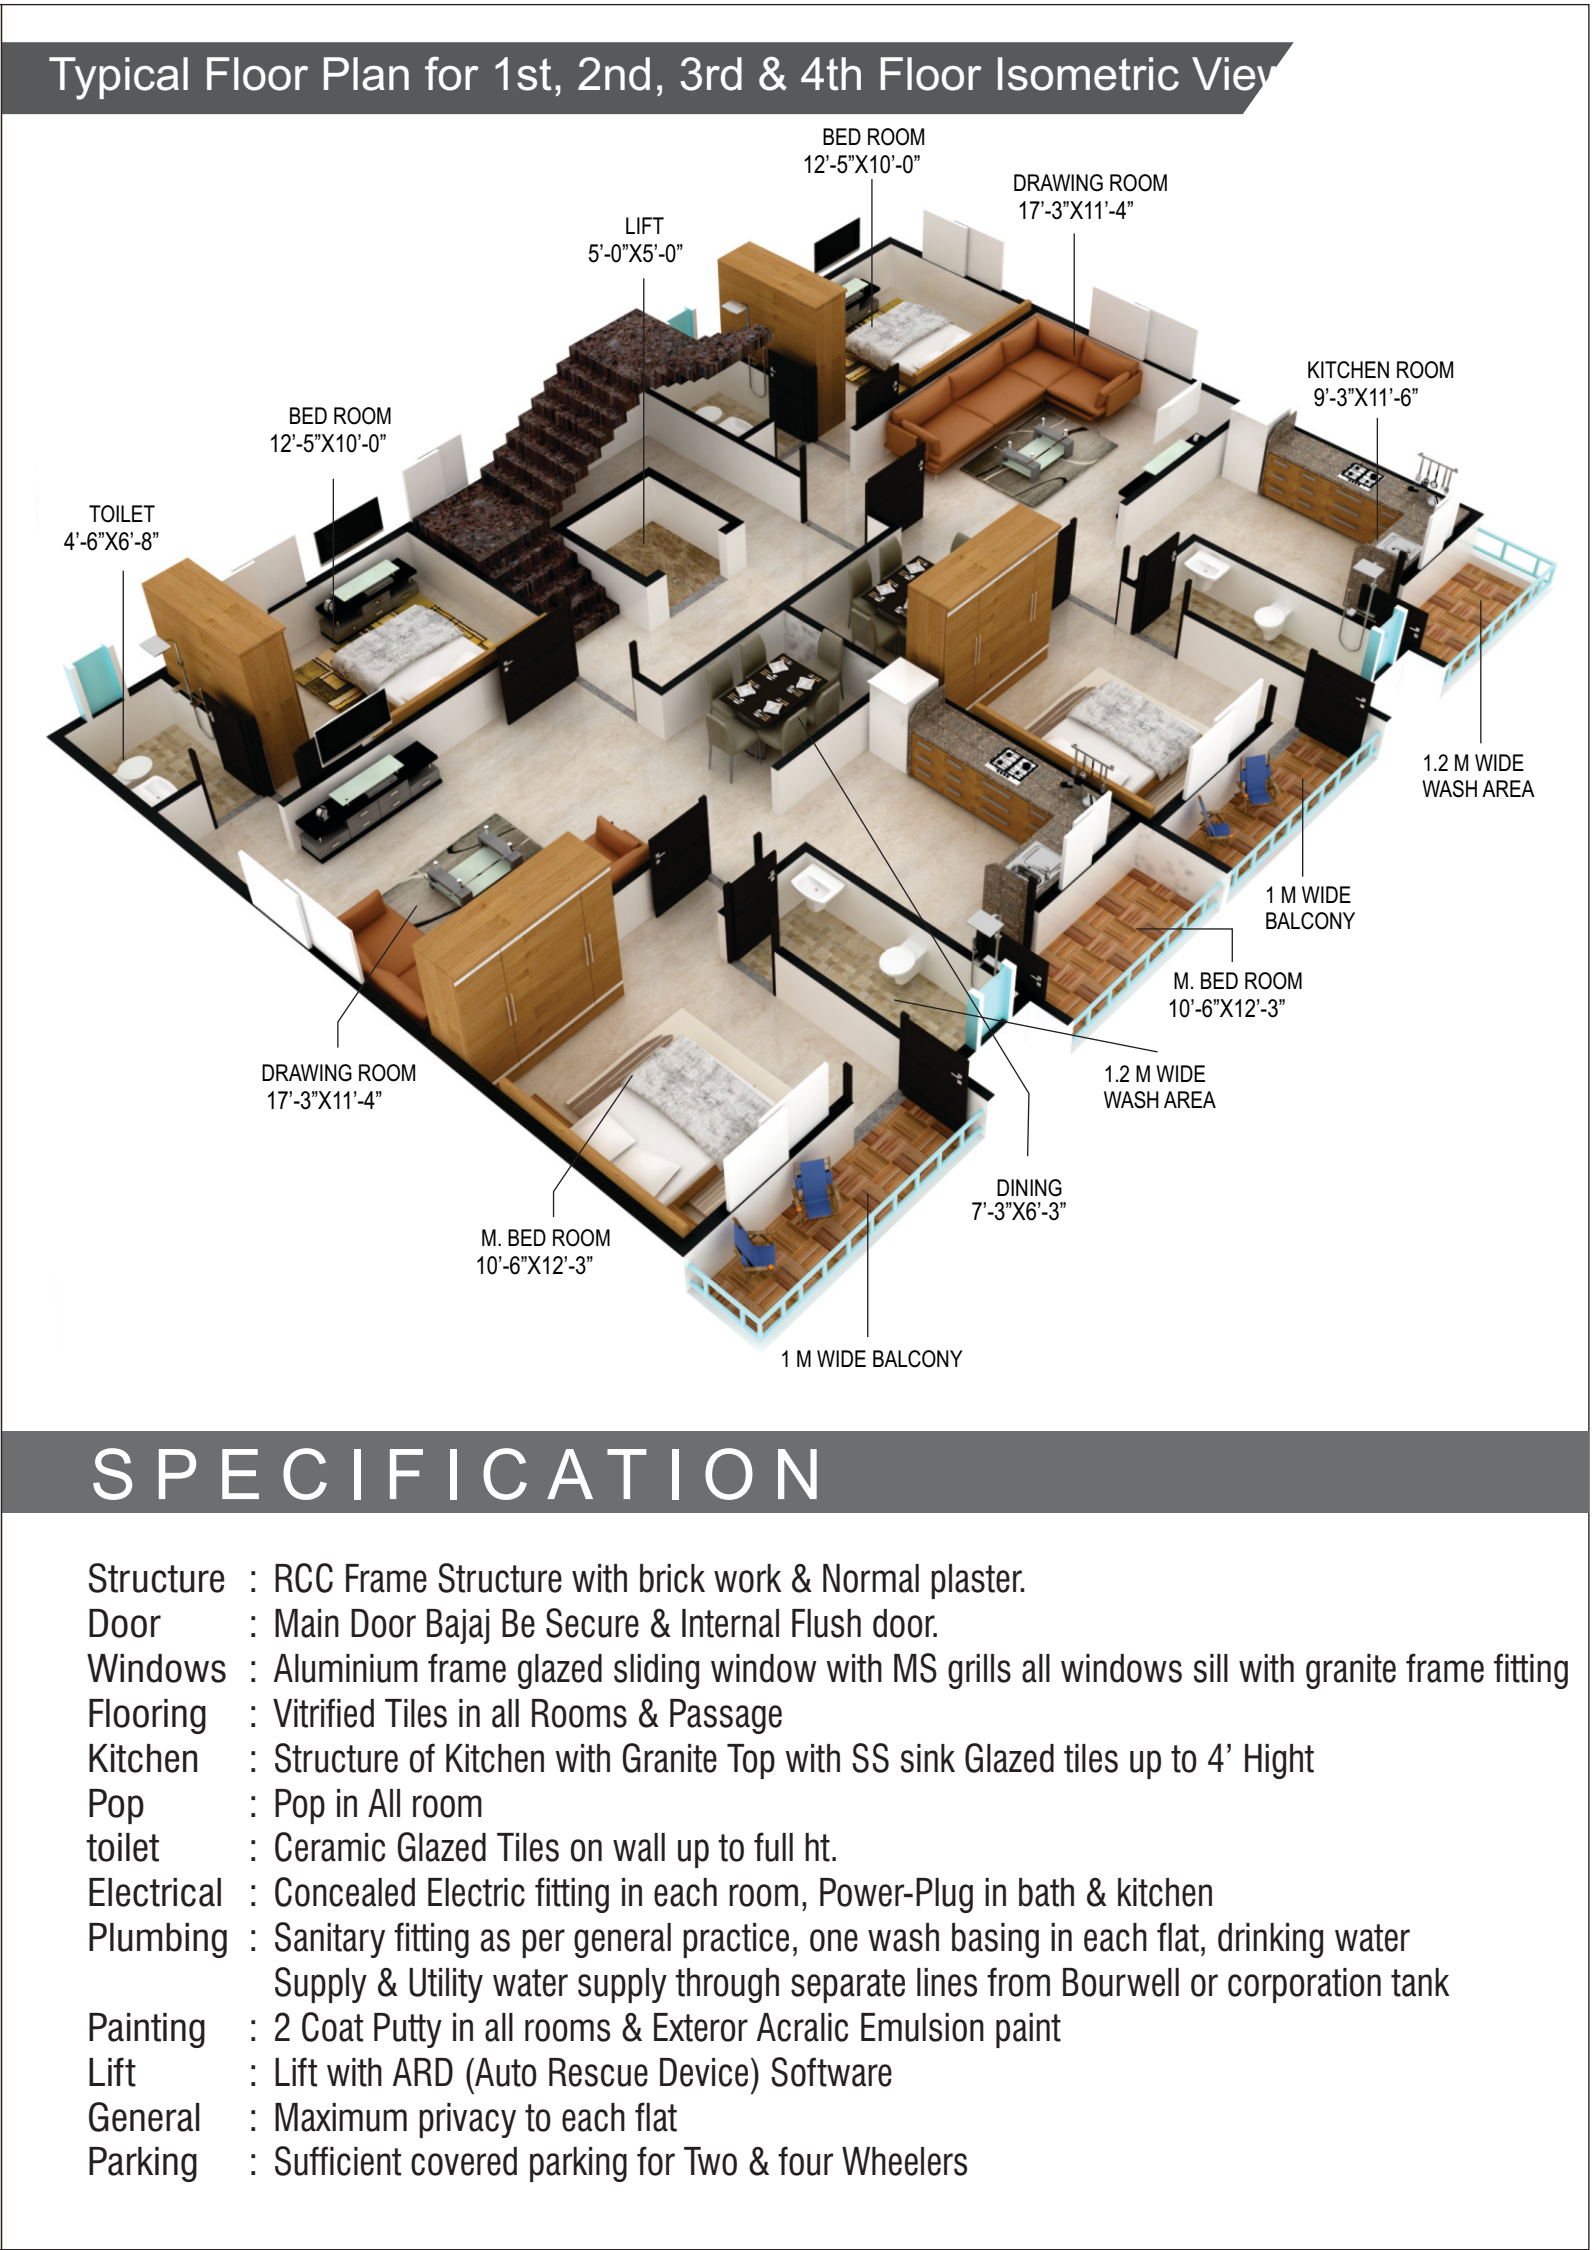 Typical Floor Plan for 1st, 2nd, 3rd & 4th Floor Isometric View
BED ROOM
12’-5”X10’-0”
DRAWING ROOM
17’-3”X11’-4”
LIFT
5’-0”X5’-0”
KITCHEN ROOM
9’-3”X11’-6”
BED ROOM
12’-5”X10’-0”
TOILET
4’-6”X6’-8”
1.2 M WIDE
WASH AREA
1 M WIDE
BALCONY
M. BED ROOM
10’-6”X12’-3”
DRAWING ROOM
17’-3”X11’-4”
1.2 M WIDE
WASH AREA
DINING
7’-3”X6’-3”
M. BED ROOM
10’-6”X12’-3”
1 M WIDE BALCONY
SPECIFICATION
Structure : RCC Frame Structure with brick work & Normal plaster.
Door : Main Door Bajaj Be Secure & Internal Flush door.
Windows : Aluminium frame glazed sliding window with MS grills all windows sill with granite frame fitting
Flooring : Vitrified Tiles in all Rooms & Passage
Kitchen : Structure of Kitchen with Granite Top with SS sink Glazed tiles up to 4’ Hight
Pop : Pop in All room
toilet : Ceramic Glazed Tiles on wall up to full ht.
Electrical : Concealed Electric fitting in each room, Power-Plug in bath & kitchen
Plumbing : Sanitary fitting as per general practice, one wash basing in each flat, drinking water
Supply & Utility water supply through separate lines from Bourwell or corporation tank
Painting : 2 Coat Putty in all rooms & Exteror Acralic Emulsion paint
Lift : Lift with ARD (Auto Rescue Device) Software
General : Maximum privacy to each flat
Parking : Sufficient covered parking for Two & four Wheelers